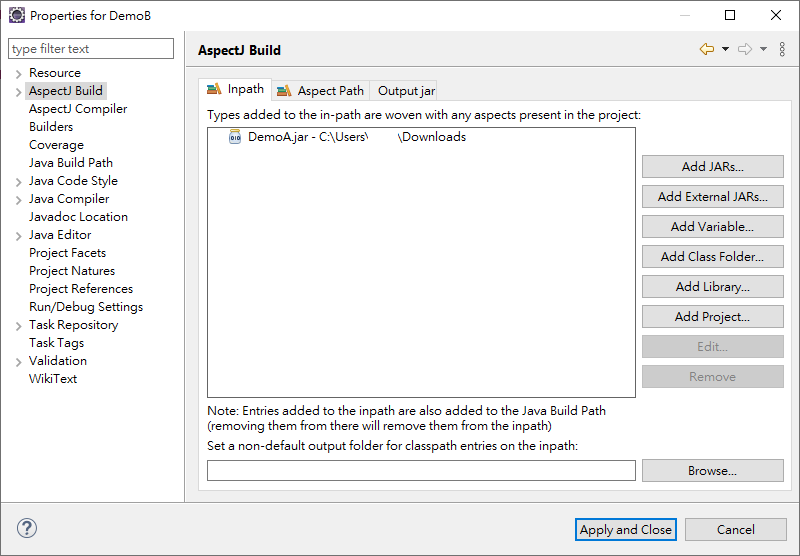 Properties for DemoB
type filter text
Resource
AspectJ Build
AspectJ Compiler
Builders
Coverage
Java Build Path
Java Code Style
Java Compiler
Javadoc Location
Java Editor
Project Facets
Project Natures
Project References
Run/Debug Settings
Task Repository
Task Tags
Validation
WikiText
AspectJ Build
Inpath
Aspect Path
Output jar
Types added to the in-path are woven with any aspects present in the project:
DemoA.jar - C:\Users\ \Downloads
Add JARs...
Add External JARs...
Add Variable...
Add Class Folder...
Add Library...
Add Project...
Edit...
Remove
Note: Entries added to the inpath are also added to the Java Build Path
(removing them from there will remove them from the inpath)
Set a non-default output folder for classpath entries on the inpath:
Browse...
Apply and Close
Cancel